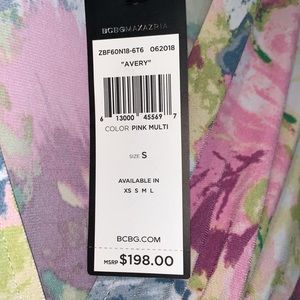 BCBGMAXAZRIA
ZBF60N18-6T6 062018
"AVERY"
6 13000 45569 7
COLOR PINK MULTI
SIZE S
AVAILABLE IN
XS S M L
BCBG.COM
MSRP $198.00